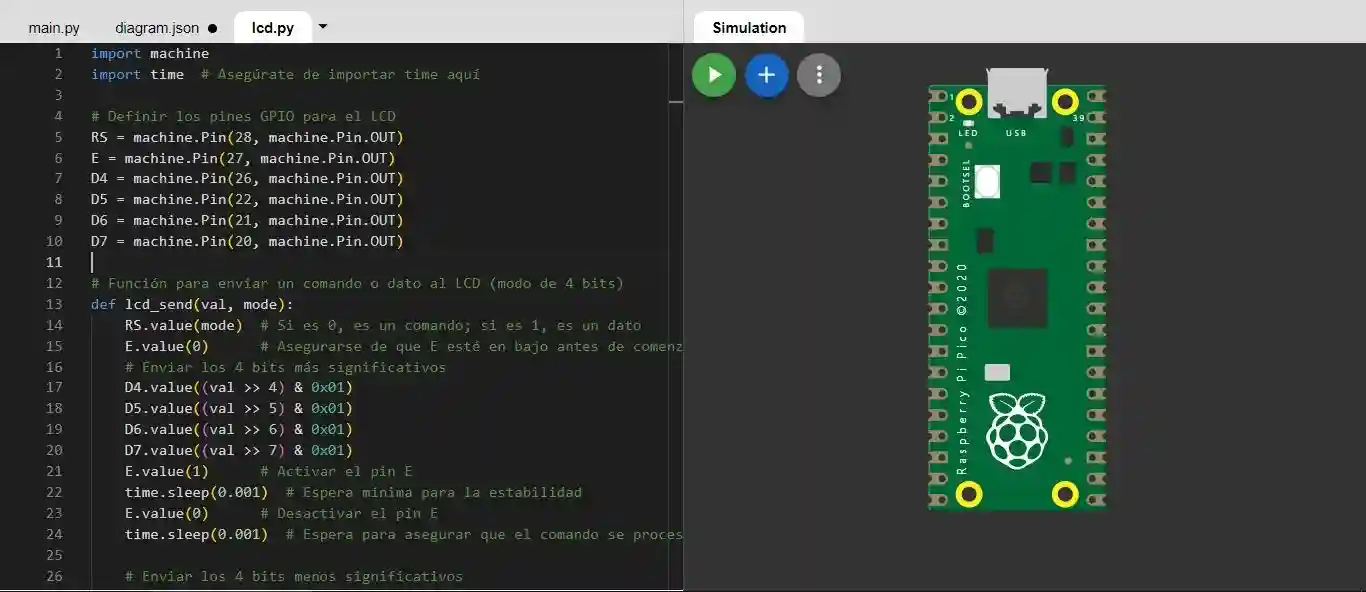 main.py diagram.json lcd.py
Simulation
1 import machine
2 import time # Asegúrate de importar time aquí
3
4 # Definir los pines GPIO para el LCD
5 RS = machine.Pin(28, machine.Pin.OUT)
6 E = machine.Pin(27, machine.Pin.OUT)
7 D4 = machine.Pin(26, machine.Pin.OUT)
8 D5 = machine.Pin(22, machine.Pin.OUT)
9 D6 = machine.Pin(21, machine.Pin.OUT)
10 D7 = machine.Pin(20, machine.Pin.OUT)
11
12 # Función para enviar un comando o dato al LCD (modo de 4 bits)
13 def lcd_send(val, mode):
14 RS.value(mode) # Si es 0, es un comando; si es 1, es un dato
15 E.value(0) # Asegurarse de que E esté en bajo antes de comenz
16 # Enviar los 4 bits más significativos
17 D4.value((val >> 4) & 0x01)
18 D5.value((val >> 5) & 0x01)
19 D6.value((val >> 6) & 0x01)
20 D7.value((val >> 7) & 0x01)
21 E.value(1) # Activar el pin E
22 time.sleep(0.001) # Espera mínima para la estabilidad
23 E.value(0) # Desactivar el pin E
24 time.sleep(0.001) # Espera para asegurar que el comando se proces
25
26 # Enviar los 4 bits menos significativos
1
2
39
LED
USB
BOOTSEL
Raspberry Pi Pico ©2020